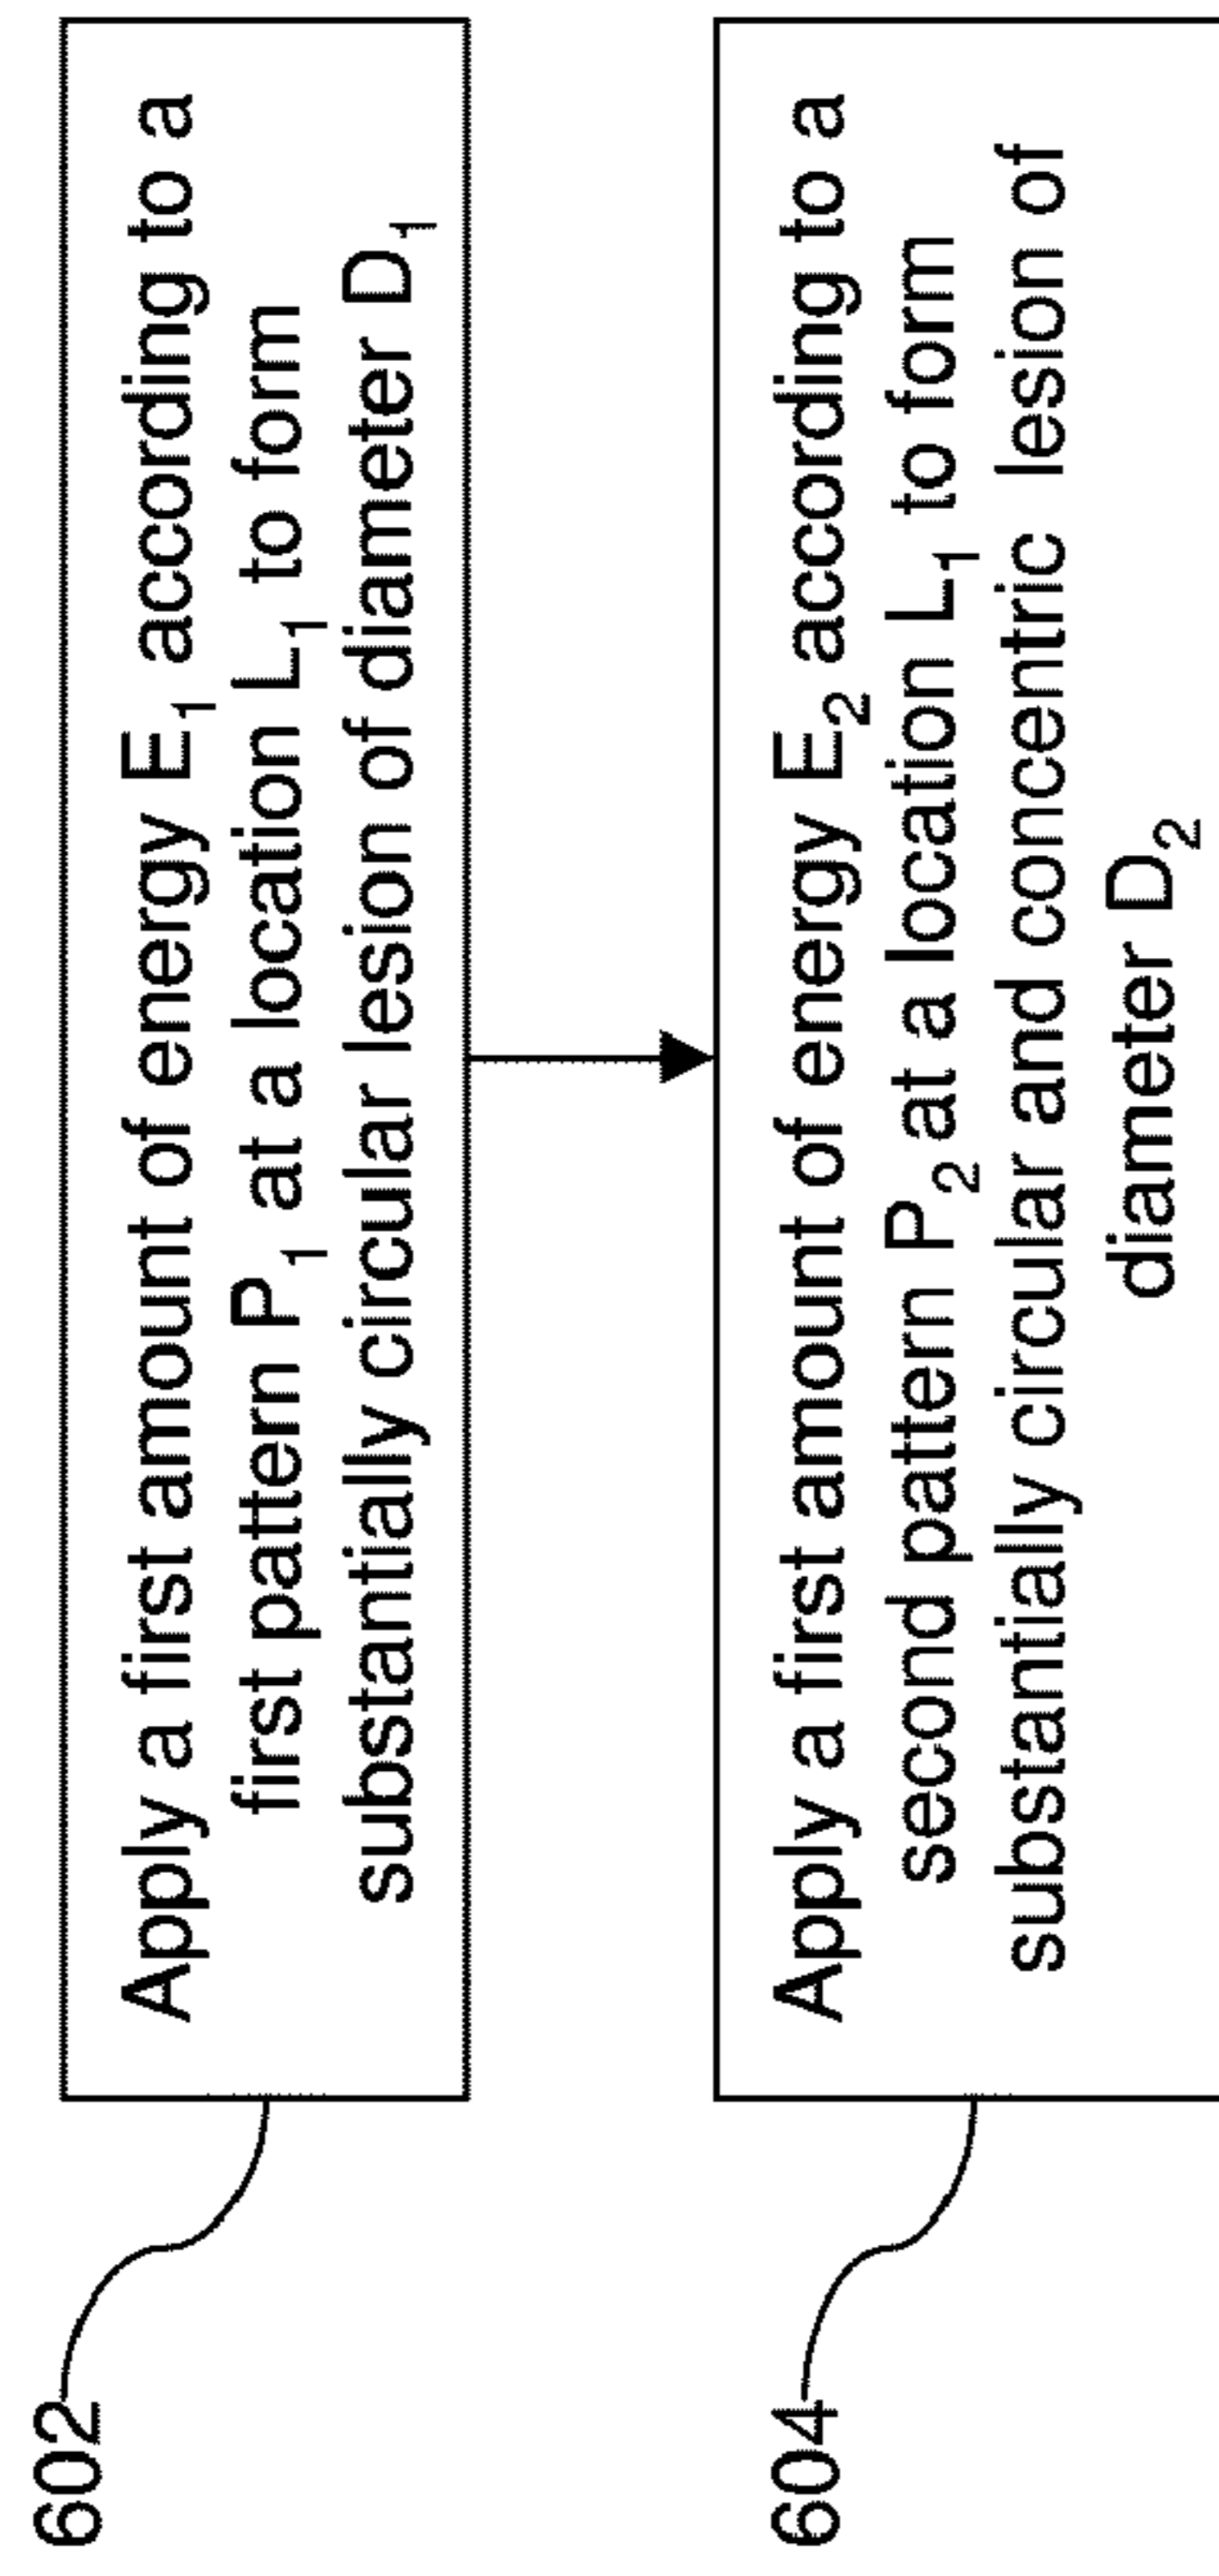 602
Apply a first amount of energy E₁ according to a
first pattern P₁ at a location L₁ to form
substantially circular lesion of diameter D₁
604
Apply a first amount of energy E₂ according to a
second pattern P₂ at a location L₁ to form
substantially circular and concentric lesion of
diameter D₂